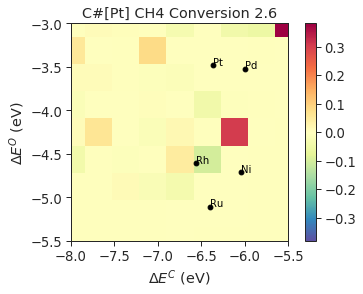 C#[Pt] CH4 Conversion 2.6
−3.0
−3.5
−4.0
−4.5
−5.0
−5.5
ΔE^O (eV)
Pt
Pd
Rh
Ni
Ru
−8.0 −7.5 −7.0 −6.5 −6.0 −5.5
ΔE^C (eV)
0.3
0.2
0.1
0.0
−0.1
−0.2
−0.3